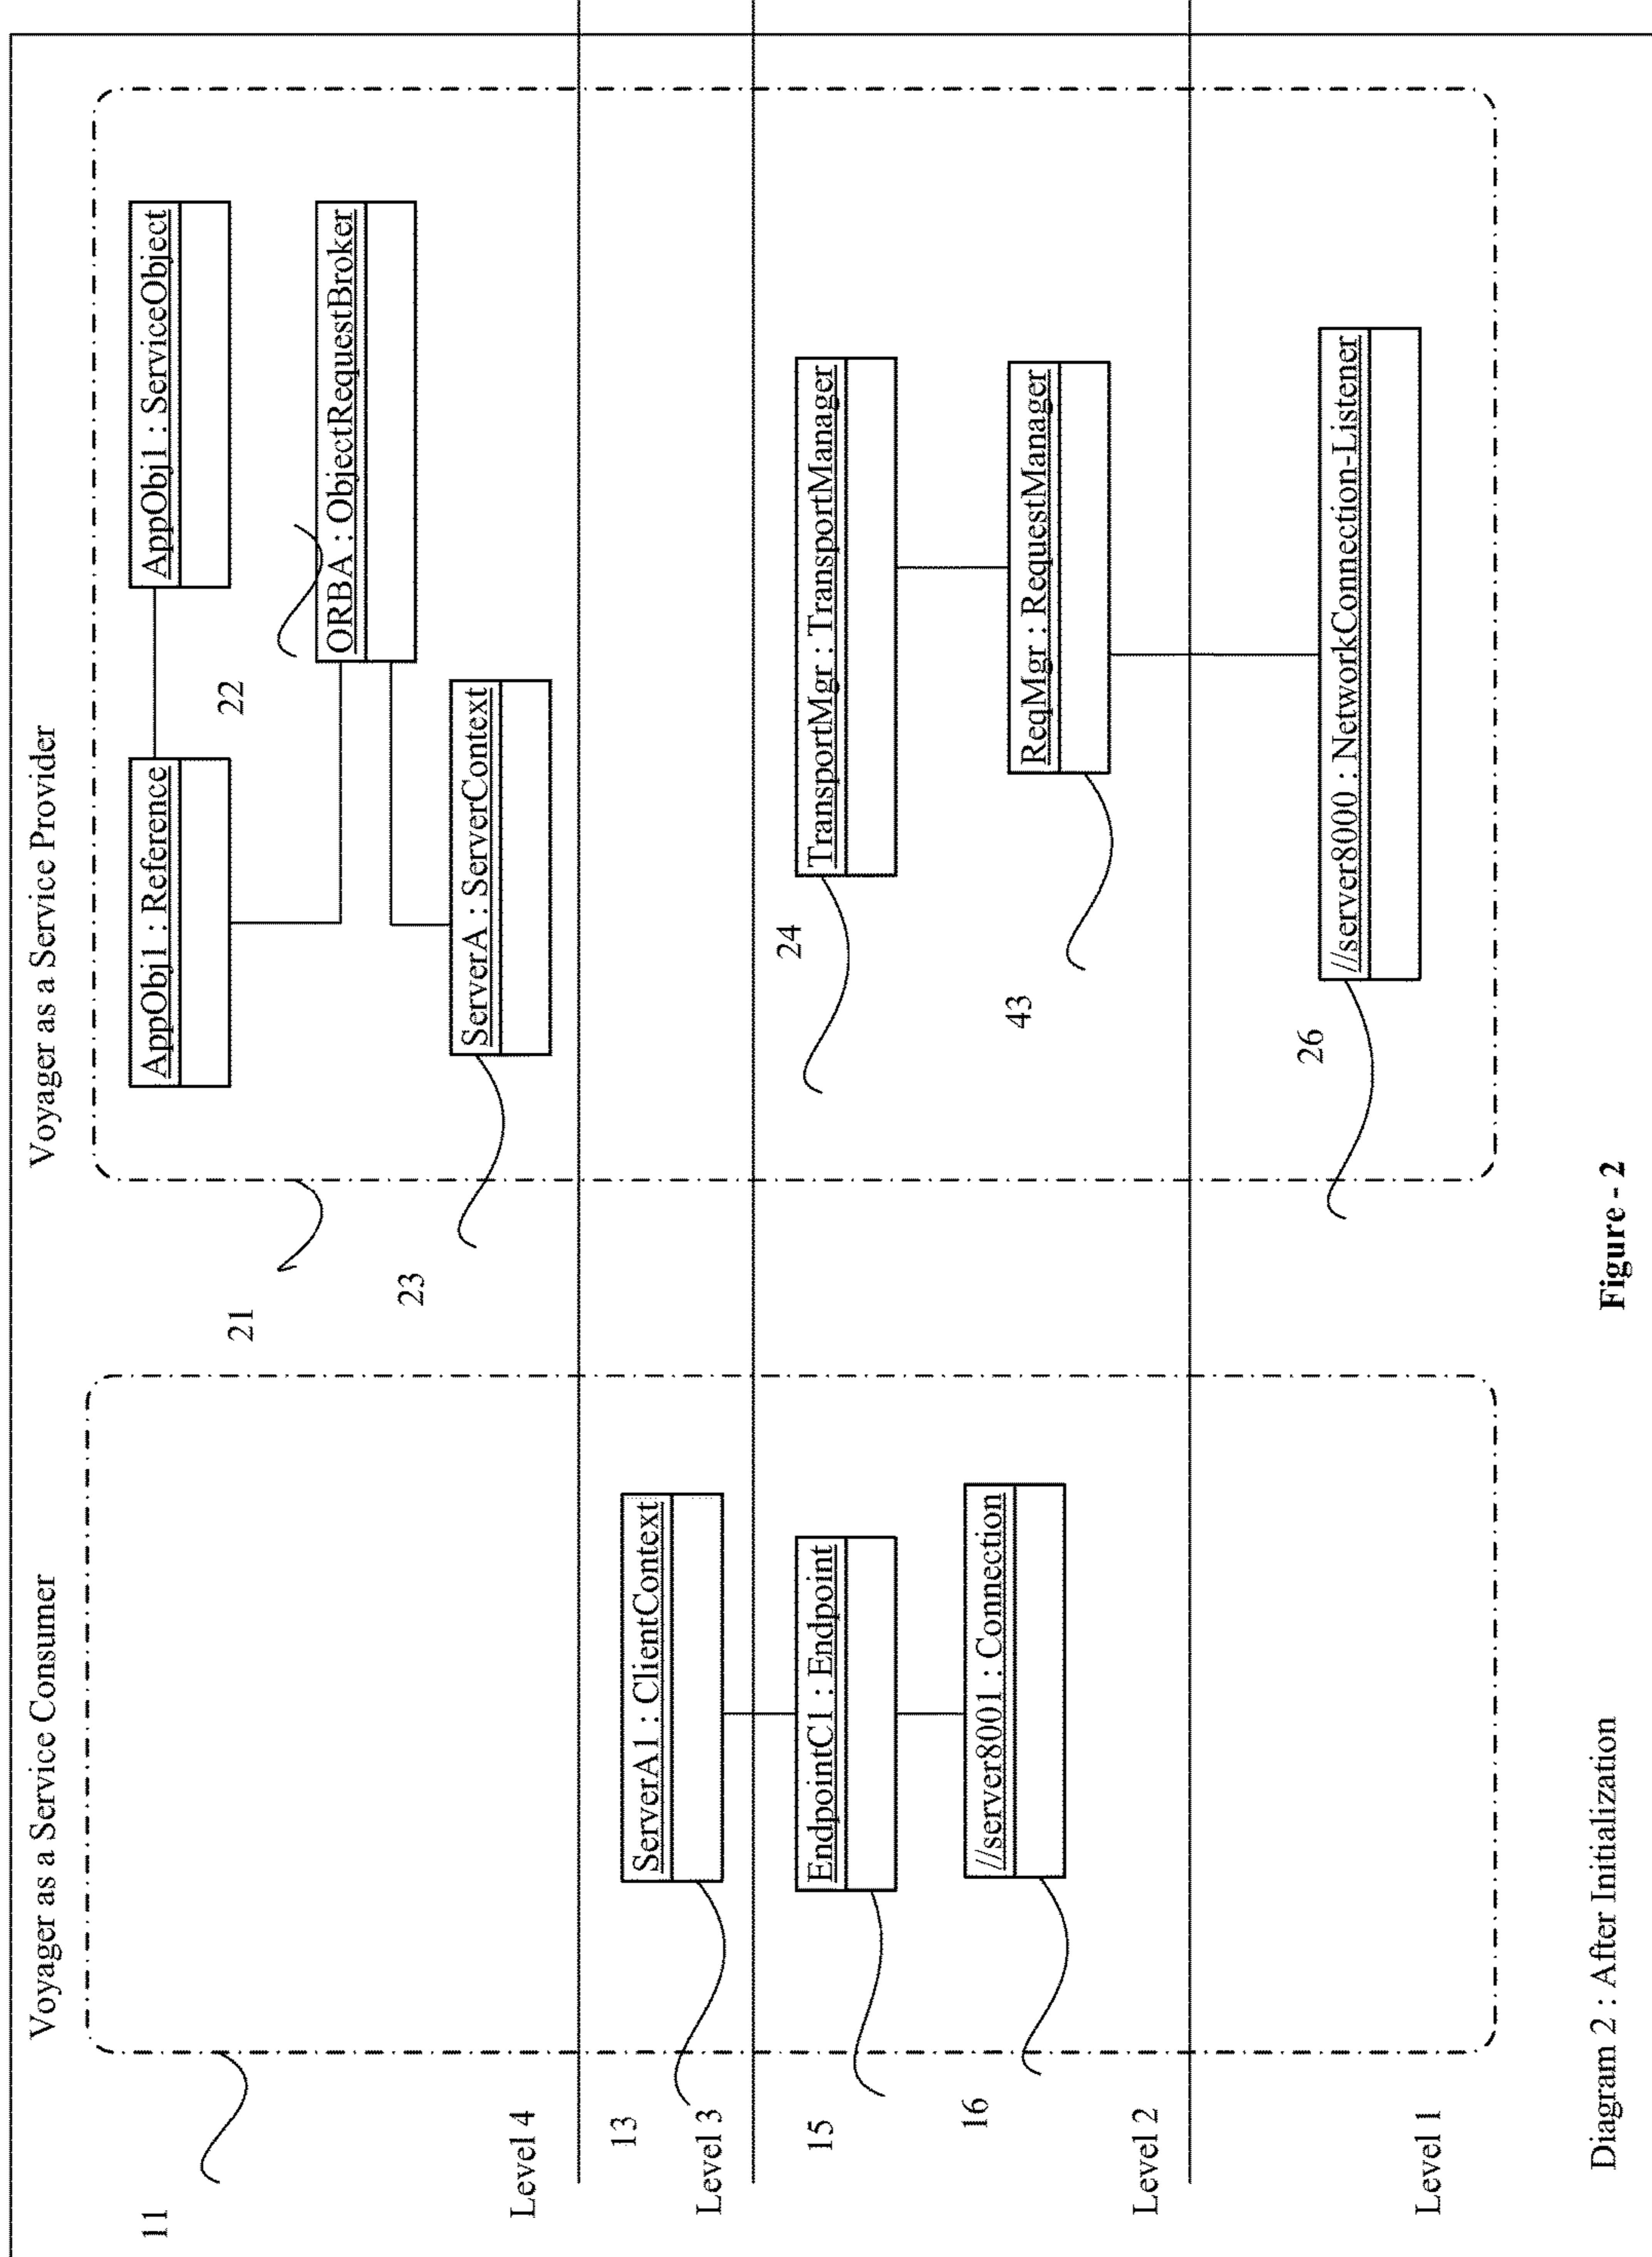 Voyager as a Service Consumer
Voyager as a Service Provider
11
21
AppObj1 : Reference
AppObj1 : ServiceObject
22
ORBA : ObjectRequestBroker
23
ServerA : ServerContext
Level 4
13
ServerA1 : ClientContext
Level 3
15
EndpointC1 : Endpoint
24
TransportMgr : TransportManager
16
//server8001 : Connection
43
ReqMgr : RequestManager
Level 2
26
//server8000 : NetworkConnection-Listener
Level 1
Diagram 2 : After Initialization
Figure - 2